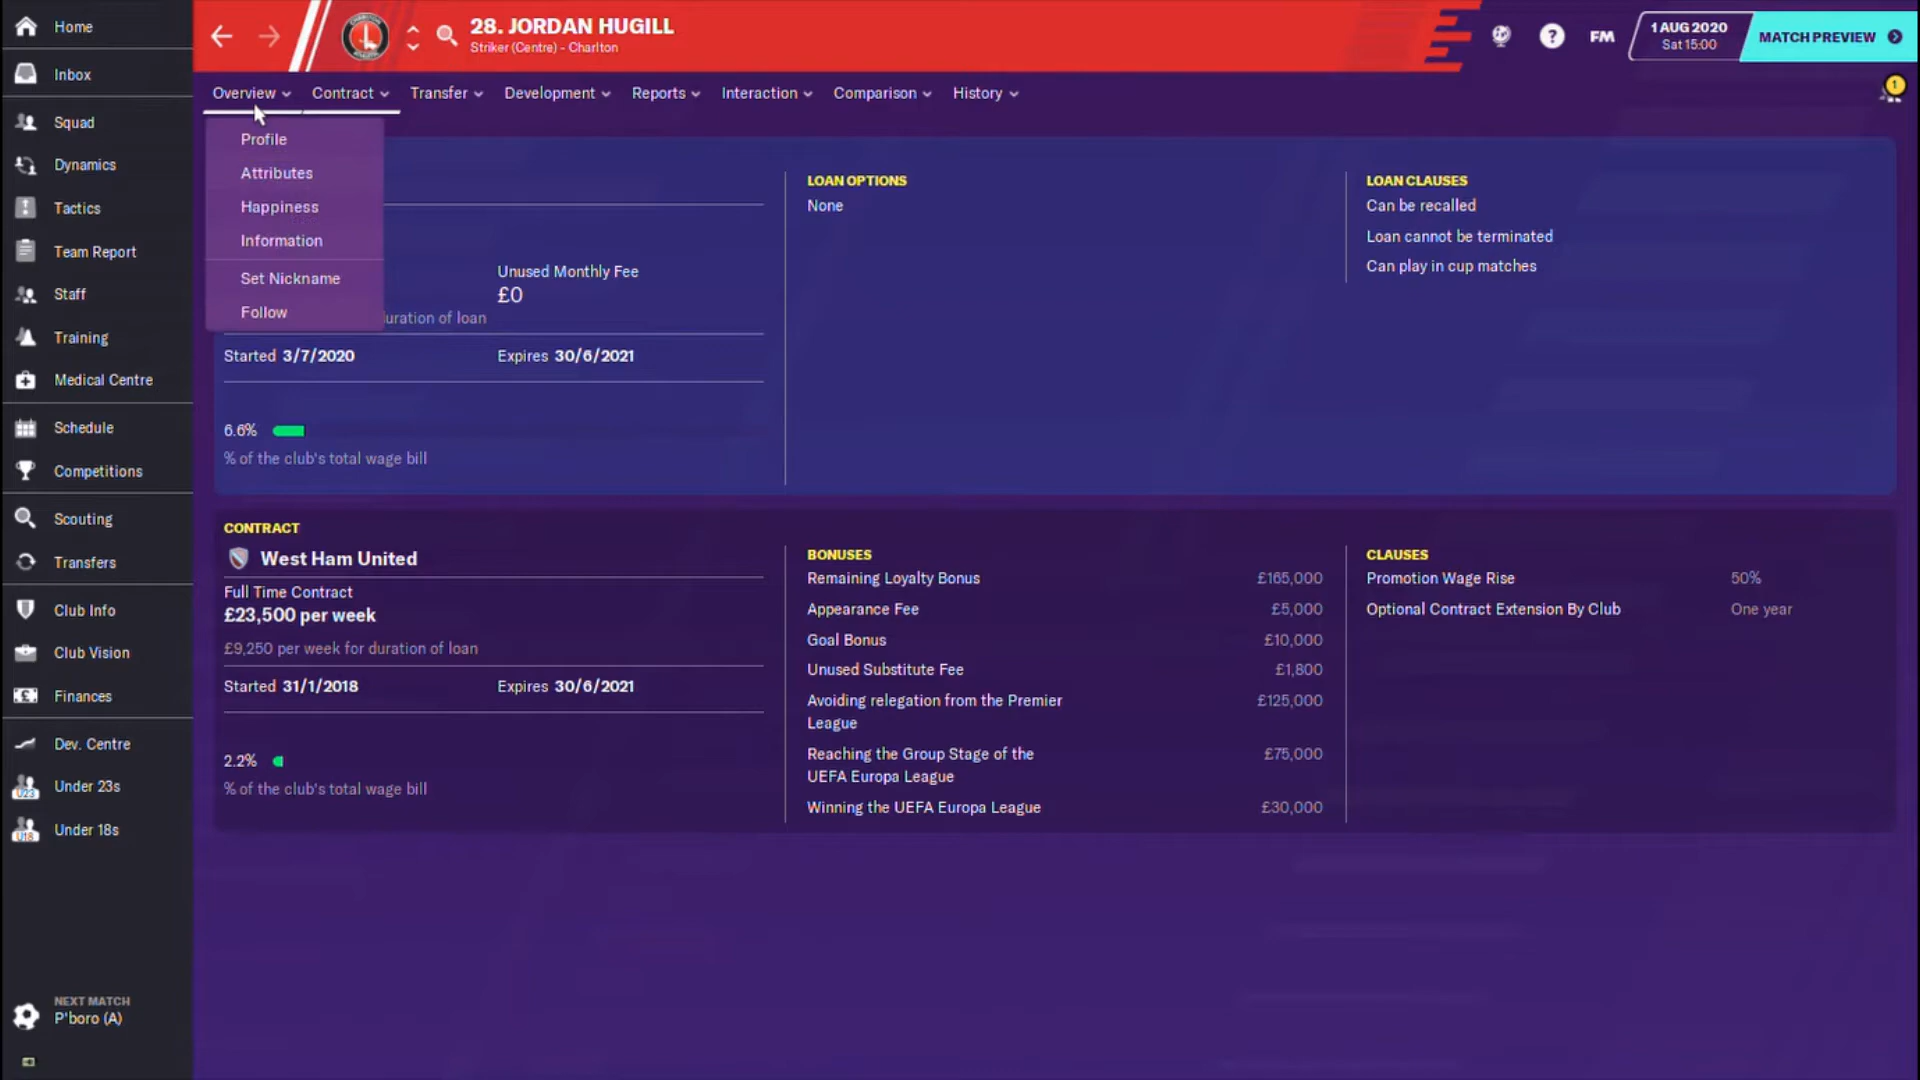 Home
Inbox
Squad
Dynamics
Tactics
Team Report
Staff
Training
Medical Centre
Schedule
Competitions
Scouting
Transfers
Club Info
Club Vision
Finances
Dev. Centre
Under 23s
Under 18s
NEXT MATCH
P'boro (A)
28. JORDAN HUGILL
Striker (Centre) - Charlton
FM
1 AUG 2020
Sat 15:00
MATCH PREVIEW
1
Overview
Contract
Transfer
Development
Reports
Interaction
Comparison
History
Profile
Attributes
Happiness
Information
Set Nickname
Follow
Unused Monthly Fee
£0
duration of loan
Started 3/7/2020
Expires 30/6/2021
6.6%
% of the club's total wage bill
LOAN OPTIONS
None
LOAN CLAUSES
Can be recalled
Loan cannot be terminated
Can play in cup matches
CONTRACT
West Ham United
Full Time Contract
£23,500 per week
£9,250 per week for duration of loan
Started 31/1/2018
Expires 30/6/2021
2.2%
% of the club's total wage bill
BONUSES
Remaining Loyalty Bonus £165,000
Appearance Fee £5,000
Goal Bonus £10,000
Unused Substitute Fee £1,800
Avoiding relegation from the Premier £125,000
League
Reaching the Group Stage of the £75,000
UEFA Europa League
Winning the UEFA Europa League £30,000
CLAUSES
Promotion Wage Rise 50%
Optional Contract Extension By Club One year